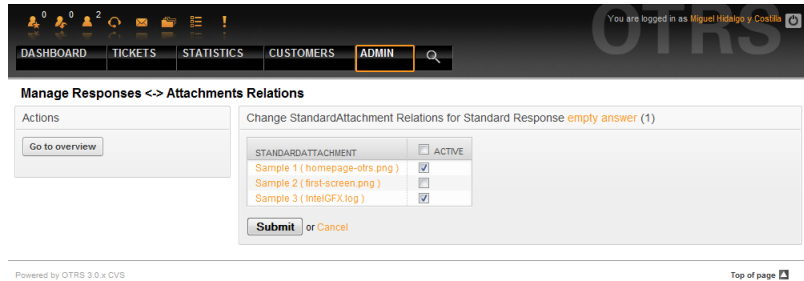 0 0 2
You are logged in as Miguel Hidalgo y Costilla
OTRS
DASHBOARD TICKETS STATISTICS CUSTOMERS ADMIN
Manage Responses <-> Attachments Relations
Actions
Go to overview
Change StandardAttachment Relations for Standard Response empty answer (1)
STANDARDATTACHMENT ACTIVE
Sample 1 ( homepage-otrs.png )
Sample 2 ( first-screen.png )
Sample 3 ( IntelGFX.log )
Submit or Cancel
Powered by OTRS 3.0.x CVS
Top of page